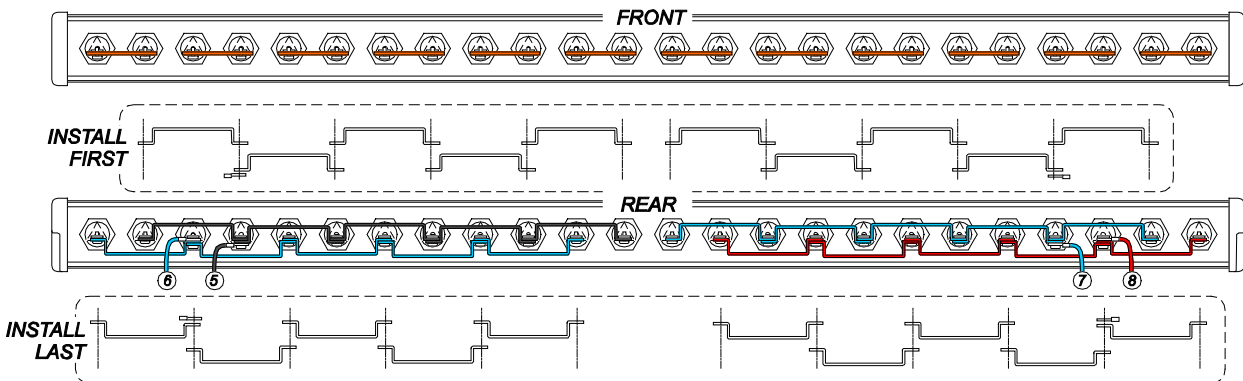 FRONT
INSTALL
FIRST
REAR
6
5
7
8
INSTALL
LAST